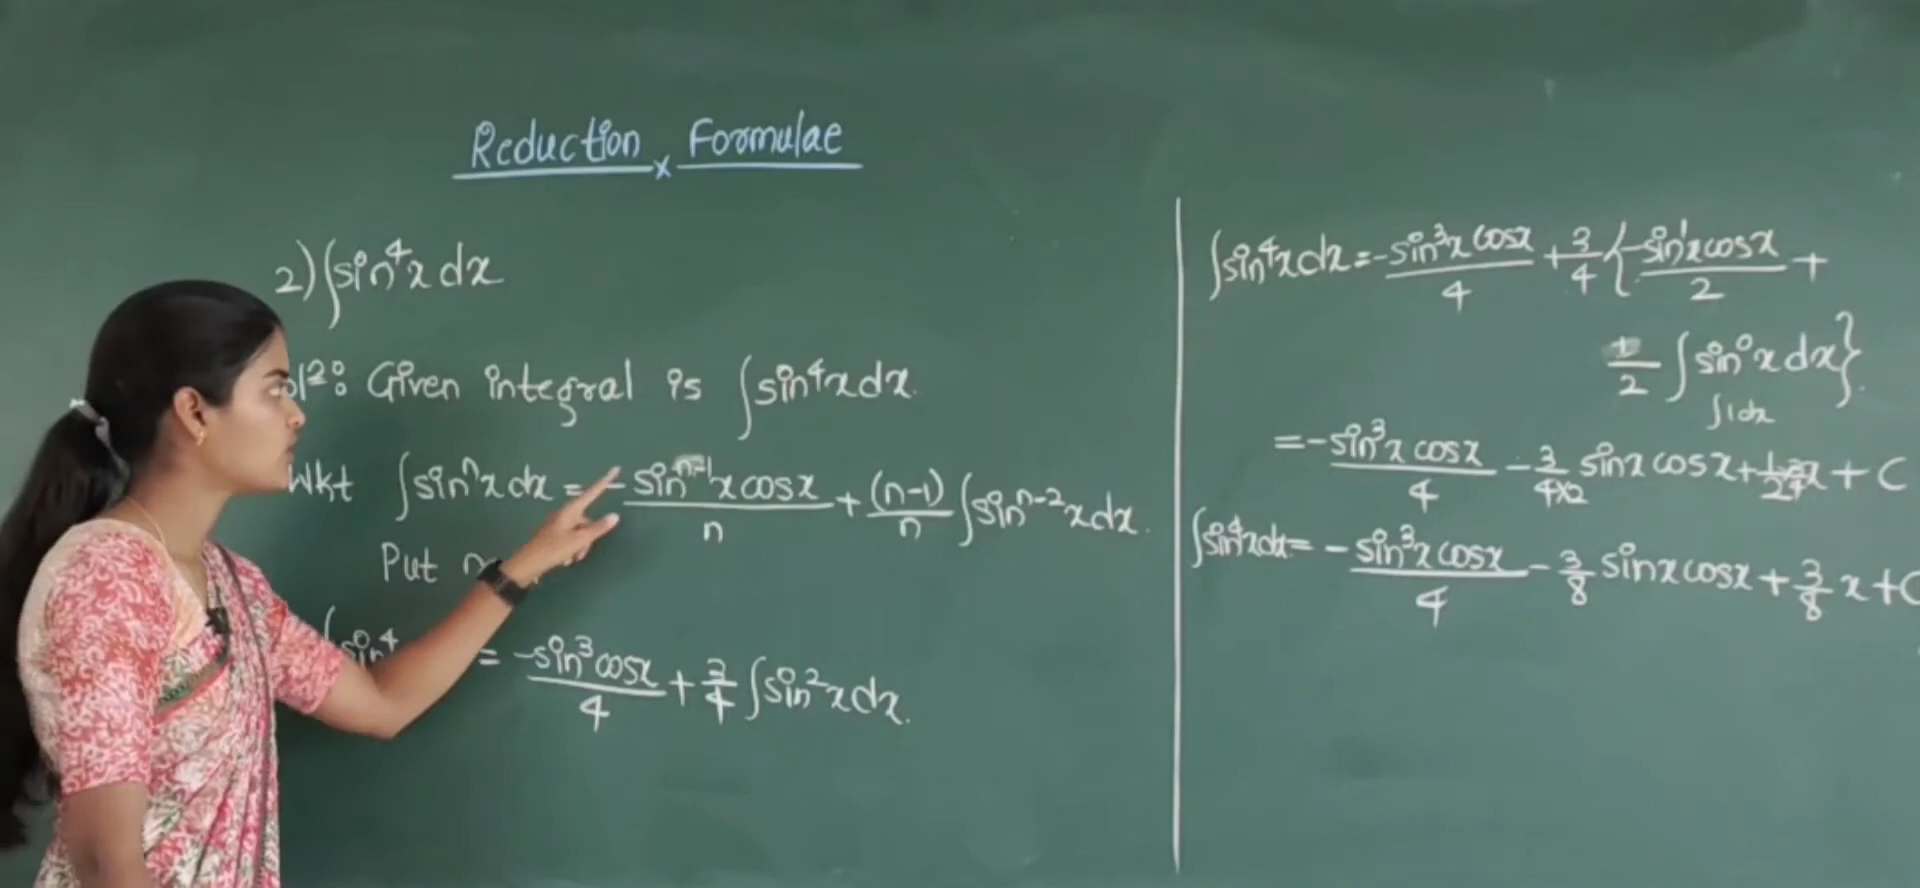 Reduction × Formulae
2) ∫sin⁴x dx
Given integral is ∫sin⁴x dx.
Wkt ∫sinⁿx dx = -sinⁿ⁻¹x cosx/n + (n-1)/n ∫sinⁿ⁻²x dx.
Put
∫sin⁴ = -sin³cosx/4 + 3/4 ∫sin²x dx.
∫sin⁴x dx = -sin³x cosx/4 + 3/4 {-sin¹x cosx/2 +
1/2 ∫sin⁰x dx}.
∫1dx
= -sin³x cosx/4 - 3/4×2 sinx cosx + x + C
∫sin⁴x dx = -sin³x cosx/4 - 3/8 sinx cosx + 3/8 x + C